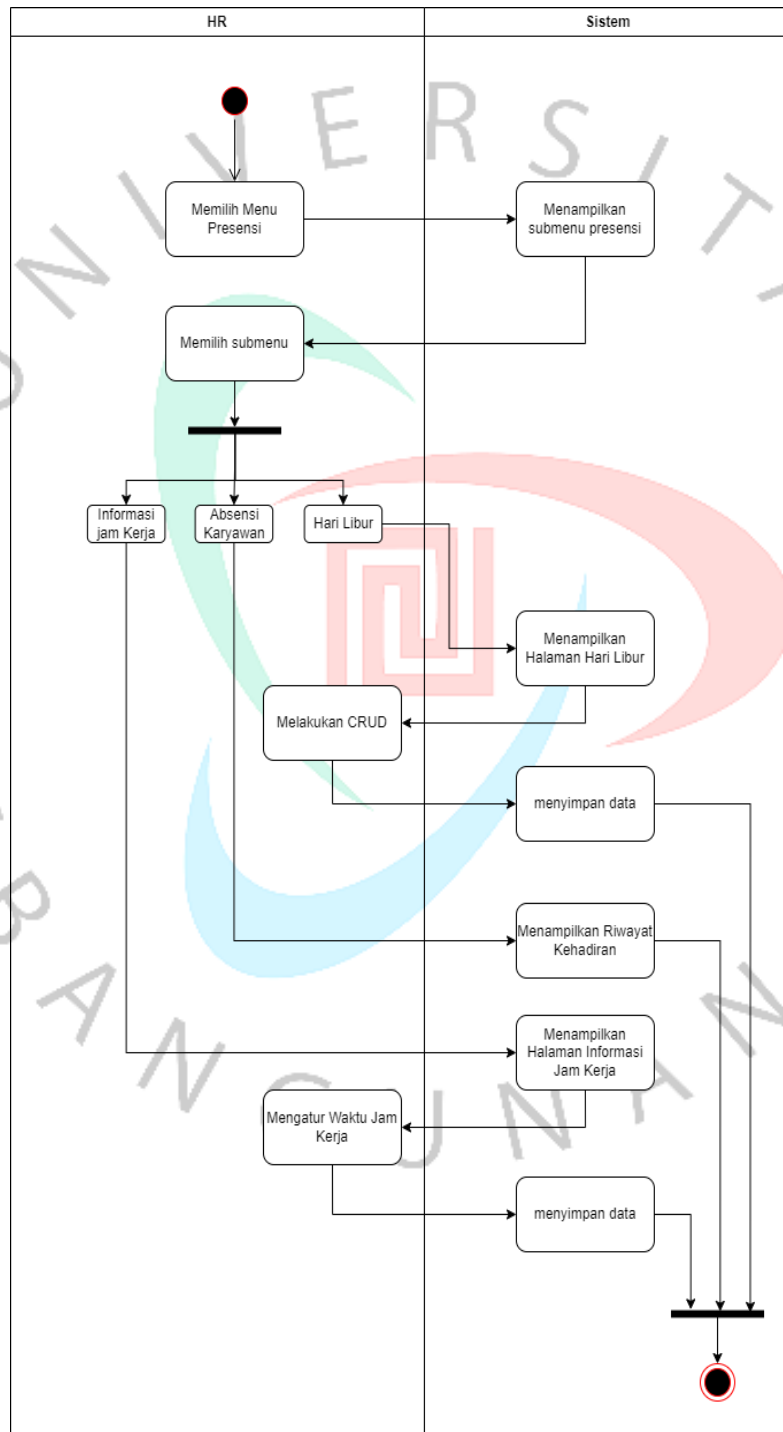 HR
Sistem
Memilih Menu
Presensi
Menampilkan
submenu presensi
Memilih submenu
Informasi
jam Kerja
Absensi
Karyawan
Hari Libur
Menampilkan
Halaman Hari Libur
Melakukan CRUD
menyimpan data
Menampilkan Riwayat
Kehadiran
Menampilkan
Halaman Informasi
Jam Kerja
Mengatur Waktu Jam
Kerja
menyimpan data
UNIVERSITA
BANGUNAN